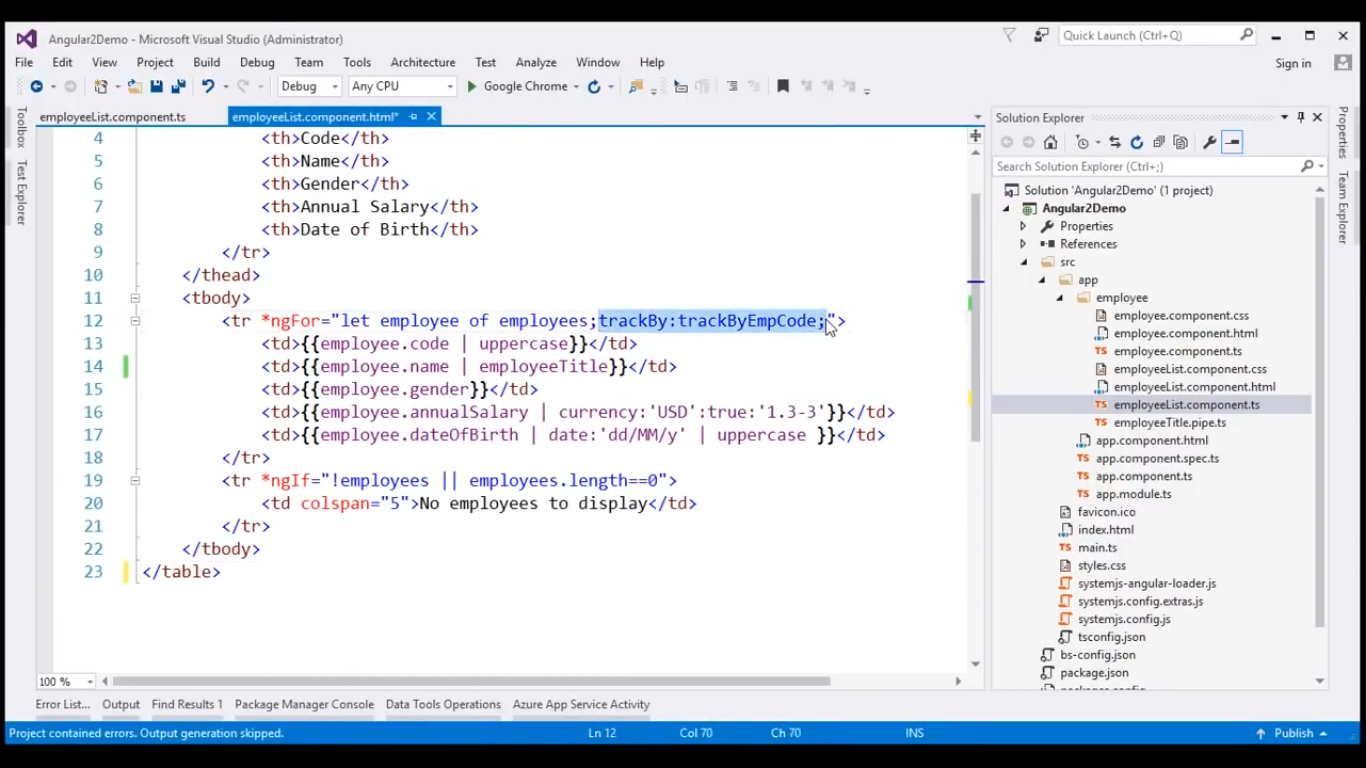 Angular2Demo - Microsoft Visual Studio (Administrator)
Quick Launch (Ctrl+Q)
File Edit View Project Build Debug Team Tools Architecture Test Analyze Window Help
Sign in
Debug Any CPU Google Chrome
Toolbox
Test Explorer
employeeList.component.ts employeeList.component.html*
4 <th>Code</th>
5 <th>Name</th>
6 <th>Gender</th>
7 <th>Annual Salary</th>
8 <th>Date of Birth</th>
9 </tr>
10 </thead>
11 <tbody>
12 <tr *ngFor="let employee of employees;trackBy:trackByEmpCode;">
13 <td>{{employee.code | uppercase}}</td>
14 <td>{{employee.name | employeeTitle}}</td>
15 <td>{{employee.gender}}</td>
16 <td>{{employee.annualSalary | currency:'USD':true:'1.3-3'}}</td>
17 <td>{{employee.dateOfBirth | date:'dd/MM/y' | uppercase }}</td>
18 </tr>
19 <tr *ngIf="!employees || employees.length==0">
20 <td colspan="5">No employees to display</td>
21 </tr>
22 </tbody>
23 </table>
100 %
Solution Explorer
Search Solution Explorer (Ctrl+;)
Solution 'Angular2Demo' (1 project)
Angular2Demo
Properties
References
src
app
employee
employee.component.css
employee.component.html
employee.component.ts
employeeList.component.css
employeeList.component.html
employeeList.component.ts
employeeTitle.pipe.ts
app.component.html
app.component.spec.ts
app.component.ts
app.module.ts
favicon.ico
index.html
main.ts
styles.css
systemjs-angular-loader.js
systemjs.config.extras.js
systemjs.config.js
tsconfig.json
bs-config.json
package.json
Properties
Team Explorer
Error List... Output Find Results 1 Package Manager Console Data Tools Operations Azure App Service Activity
Project contained errors. Output generation skipped. Ln 12 Col 70 Ch 70 INS Publish